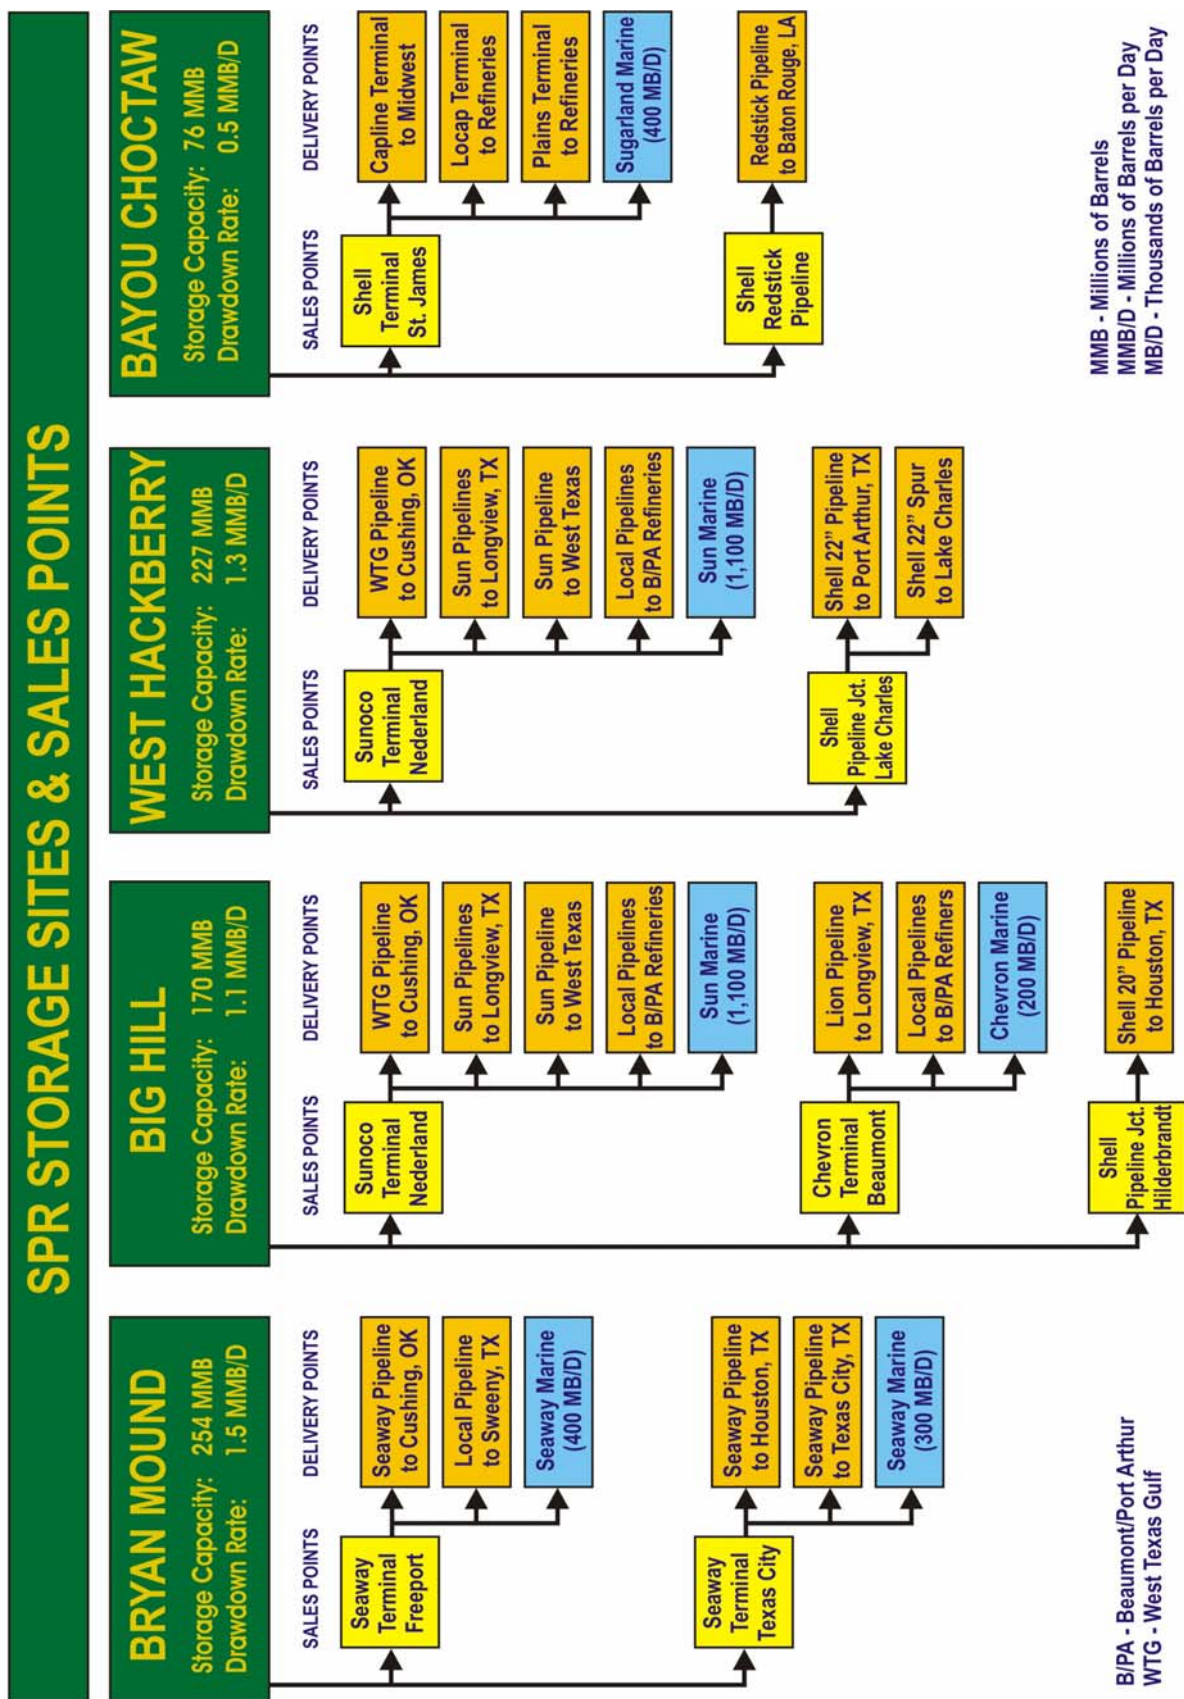 SPR STORAGE SITES & SALES POINTS
BRYAN MOUND
Storage Capacity: 254 MMB
Drawdown Rate: 1.5 MMB/D
SALES POINTS
DELIVERY POINTS
Seaway
Terminal
Freeport
Seaway Pipeline
to Cushing, OK
Local Pipeline
to Sweeny, TX
Seaway Marine
(400 MB/D)
Seaway
Terminal
Texas City
Seaway Pipeline
to Houston, TX
Seaway Pipeline
to Texas City, TX
Seaway Marine
(300 MB/D)
BIG HILL
Storage Capacity: 170 MMB
Drawdown Rate: 1.1 MMB/D
SALES POINTS
DELIVERY POINTS
Sunoco
Terminal
Nederland
WTG Pipeline
to Cushing, OK
Sun Pipelines
to Longview, TX
Sun Pipeline
to West Texas
Local Pipelines
to B/PA Refineries
Sun Marine
(1,100 MB/D)
Chevron
Terminal
Beaumont
Lion Pipeline
to Longview, TX
Local Pipelines
to B/PA Refiners
Chevron Marine
(200 MB/D)
Shell
Pipeline Jct.
Hilderbrandt
Shell 20" Pipeline
to Houston, TX
WEST HACKBERRY
Storage Capacity: 227 MMB
Drawdown Rate: 1.3 MMB/D
SALES POINTS
DELIVERY POINTS
Sunoco
Terminal
Nederland
WTG Pipeline
to Cushing, OK
Sun Pipelines
to Longview, TX
Sun Pipeline
to West Texas
Local Pipelines
to B/PA Refineries
Sun Marine
(1,100 MB/D)
Shell
Pipeline Jct.
Lake Charles
Shell 22" Pipeline
to Port Arthur, TX
Shell 22" Spur
to Lake Charles
BAYOU CHOCTAW
Storage Capacity: 76 MMB
Drawdown Rate: 0.5 MMB/D
SALES POINTS
DELIVERY POINTS
Shell
Terminal
St. James
Capline Terminal
to Midwest
Locap Terminal
to Refineries
Plains Terminal
to Refineries
Sugarland Marine
(400 MB/D)
Shell
Redstick
Pipeline
Redstick Pipeline
to Baton Rouge, LA
B/PA - Beaumont/Port Arthur
WTG - West Texas Gulf
MMB - Millions of Barrels
MMB/D - Millions of Barrels per Day
MB/D - Thousands of Barrels per Day